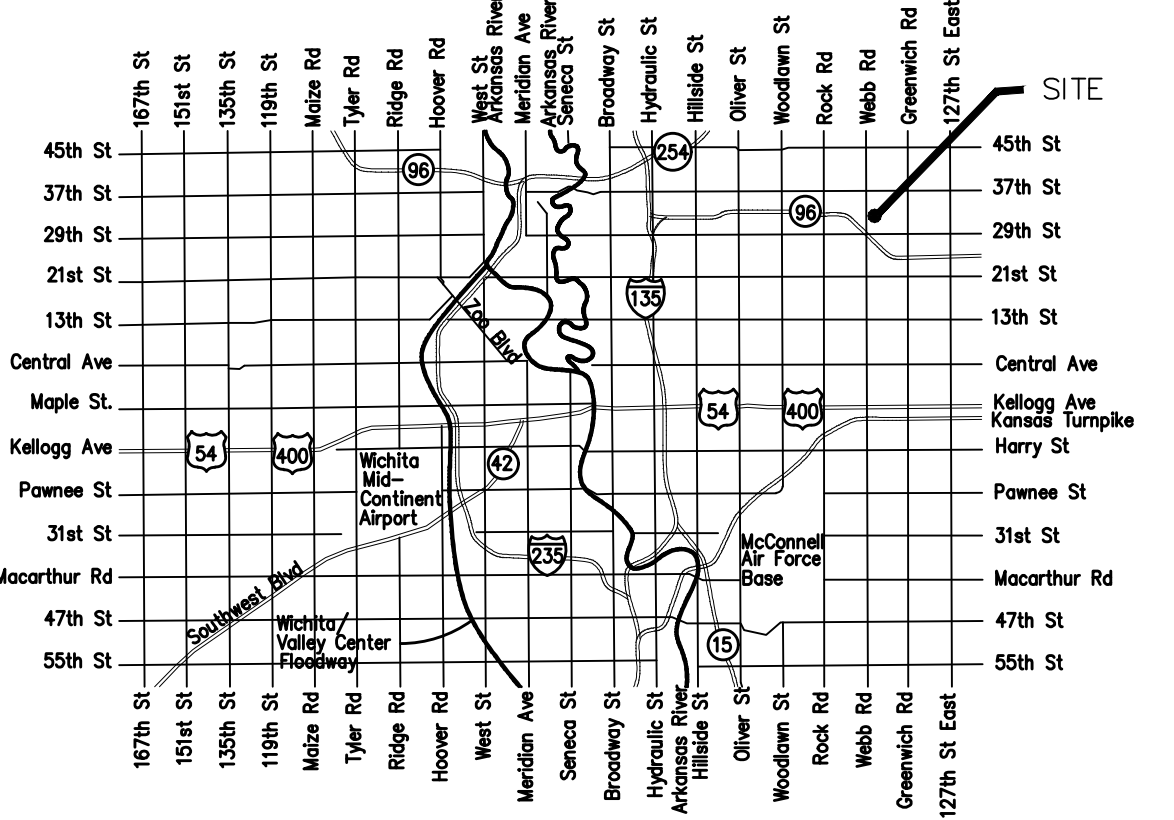 167th St
151st St
135th St
119th St
Maize Rd
Tyler Rd
Ridge Rd
Hoover Rd
West St
Arkansas River
Meridian Ave
Arkansas River
Seneca St
Broadway St
Hydraulic St
Hillside St
Oliver St
Woodlawn St
Rock Rd
Webb Rd
Greenwich Rd
127th St East
SITE
45th St
37th St
29th St
21st St
13th St
Central Ave
Maple St.
Kellogg Ave
Pawnee St
31st St
Macarthur Rd
47th St
55th St
96
254
96
135
Zoo Blvd
54
400
54
400
42
Wichita
Mid-
Continent
Airport
235
McConnell
Air Force
Base
Southwest Blvd
Wichita/
Valley Center
Floodway
15
45th St
37th St
29th St
21st St
13th St
Central Ave
Kellogg Ave
Kansas Turnpike
Harry St
Pawnee St
31st St
Macarthur Rd
47th St
55th St
167th St
151st St
135th St
119th St
Maize Rd
Tyler Rd
Ridge Rd
Hoover Rd
West St
Meridian Ave
Seneca St
Broadway St
Hydraulic St
Arkansas River
Hillside St
Oliver St
Woodlawn St
Rock Rd
Webb Rd
Greenwich Rd
127th St East